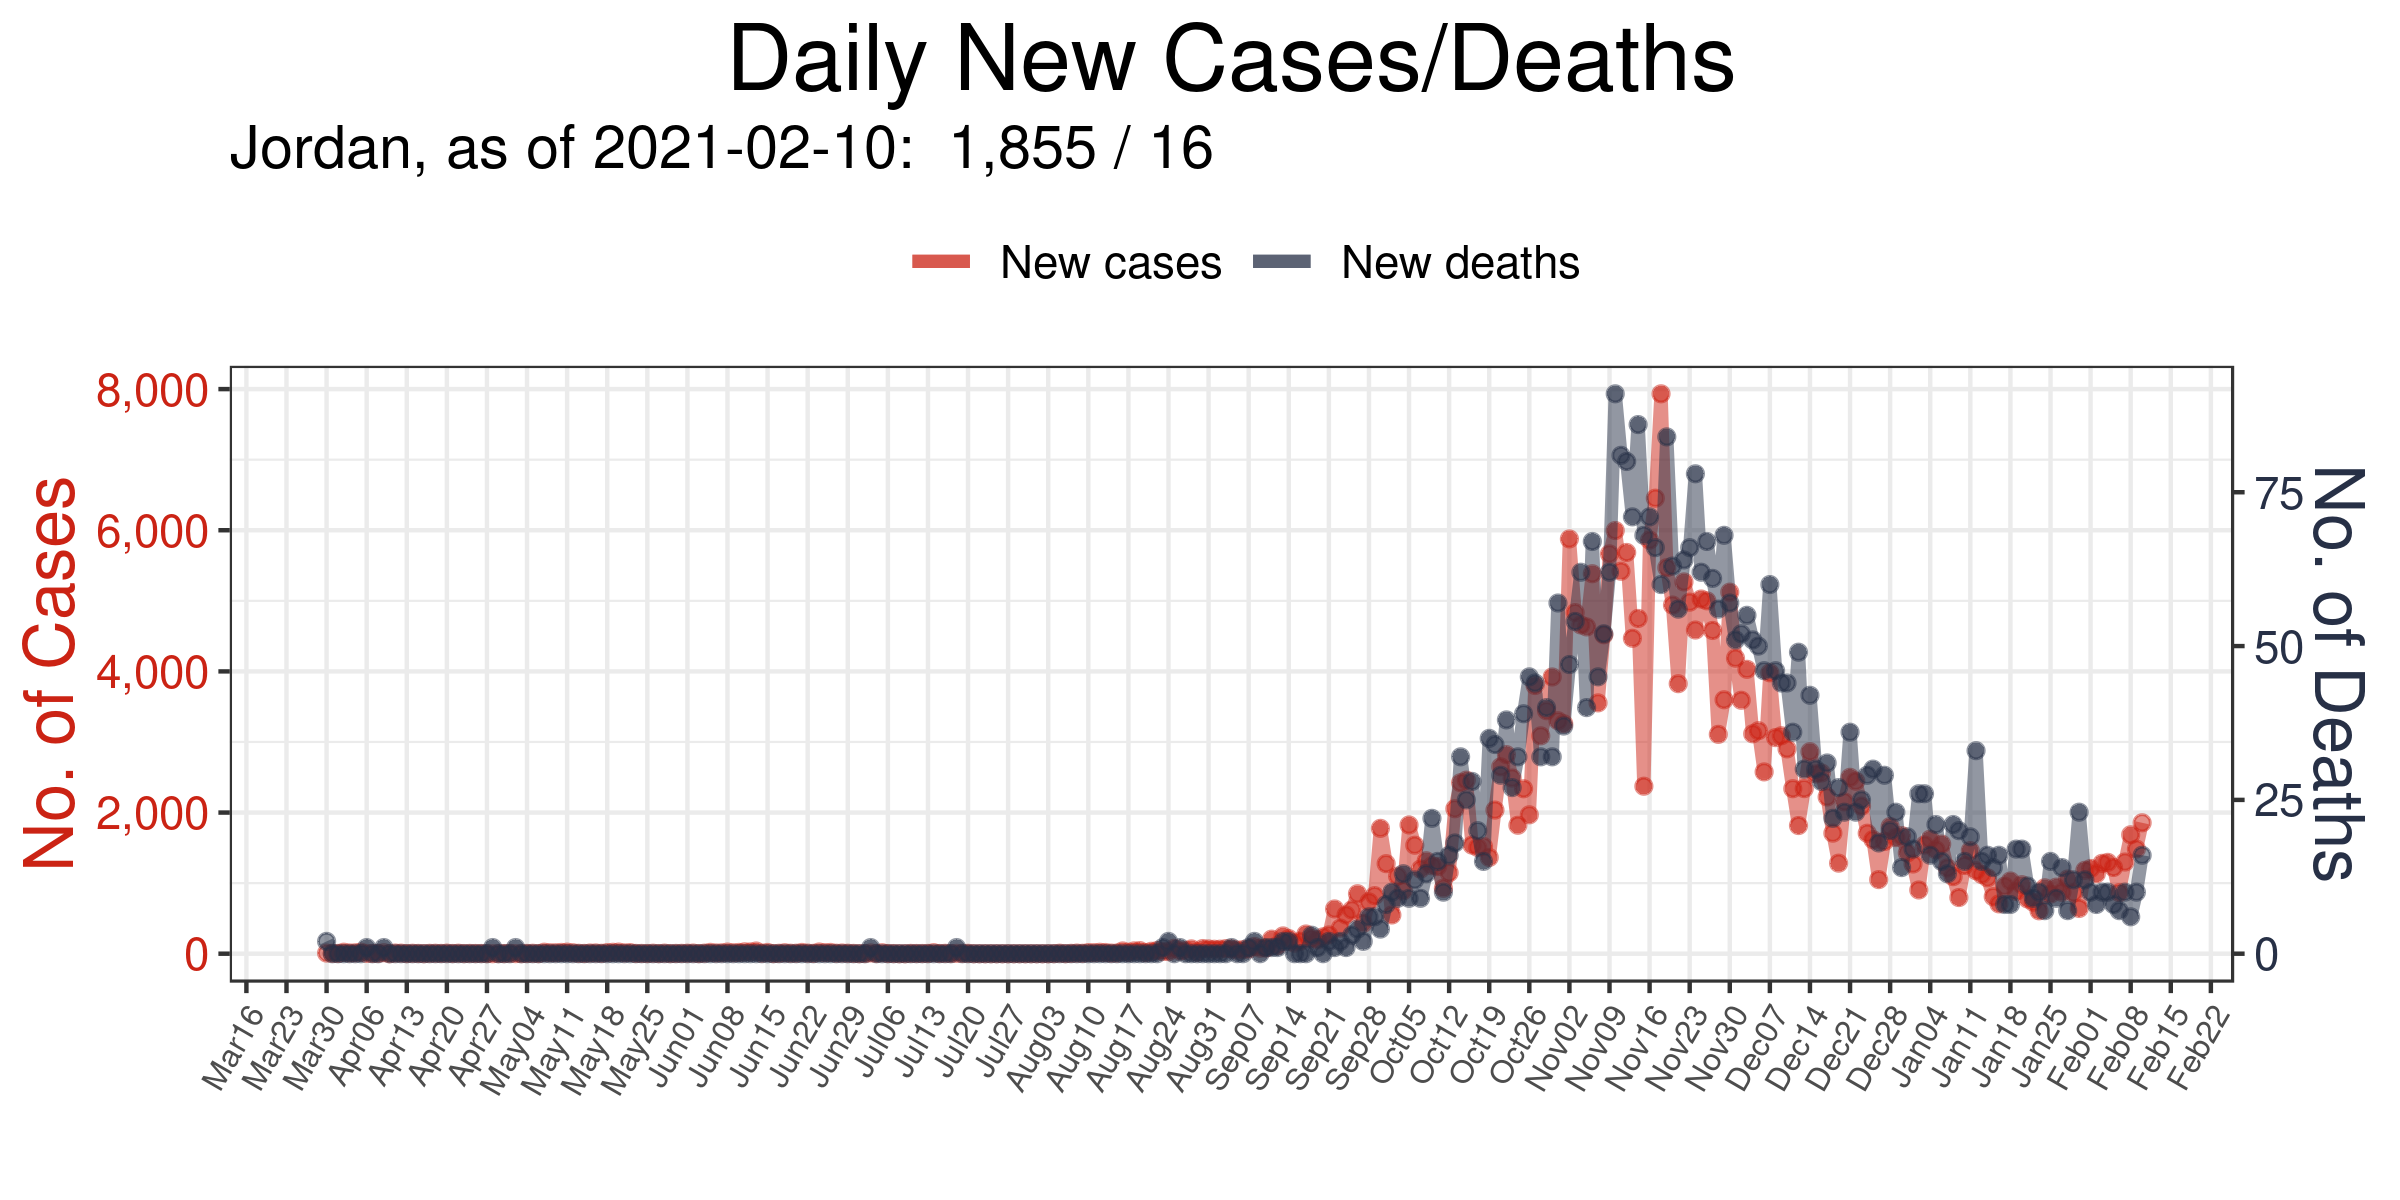 Daily New Cases/Deaths
Jordan, as of 2021-02-10:  1,855 / 16
New cases
New deaths
No. of Cases
8,000
6,000
4,000
2,000
0
75
50
25
0
No. of Deaths
Mar16
Mar23
Mar30
Apr06
Apr13
Apr20
Apr27
May04
May11
May18
May25
Jun01
Jun08
Jun15
Jun22
Jun29
Jul06
Jul13
Jul20
Jul27
Aug03
Aug10
Aug17
Aug24
Aug31
Sep07
Sep14
Sep21
Sep28
Oct05
Oct12
Oct19
Oct26
Nov02
Nov09
Nov16
Nov23
Nov30
Dec07
Dec14
Dec21
Dec28
Jan04
Jan11
Jan18
Jan25
Feb01
Feb08
Feb15
Feb22